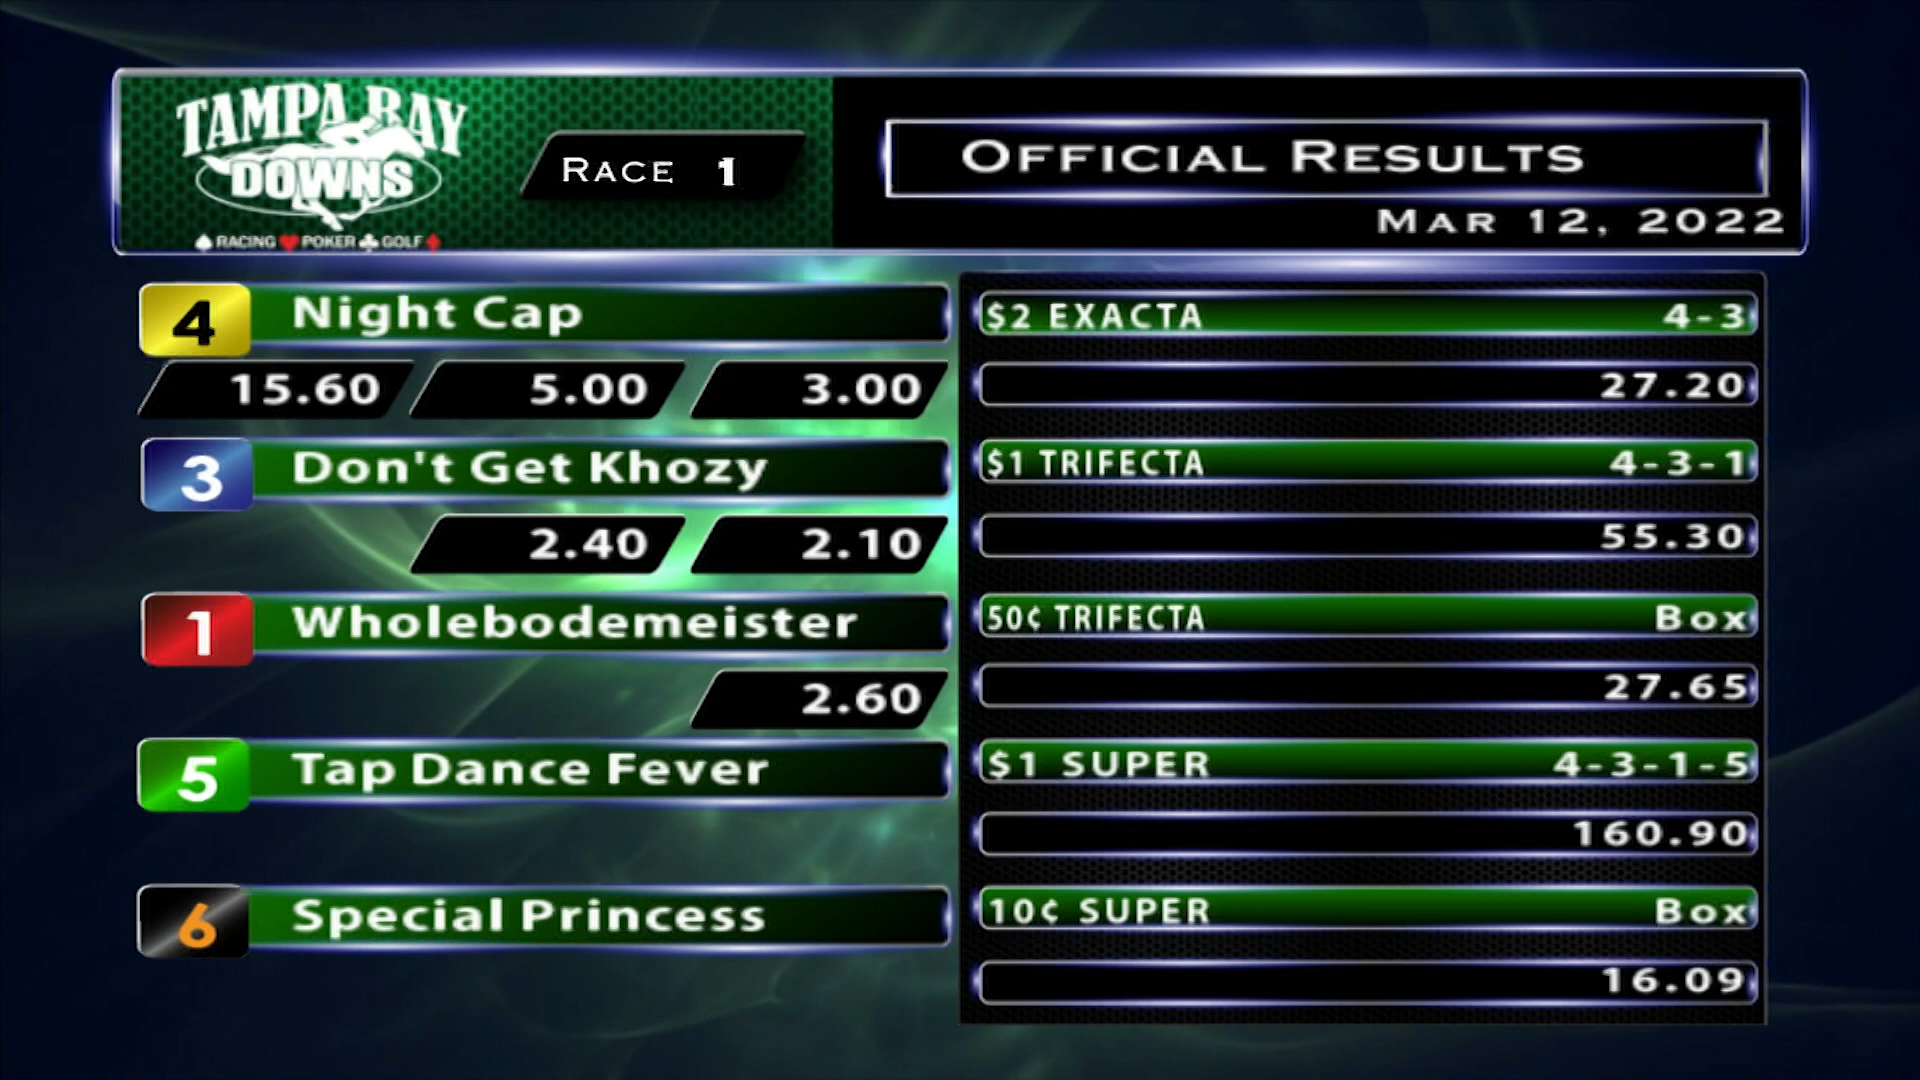 TAMPA BAY
DOWNS
RACING POKER GOLF
RACE 1
OFFICIAL RESULTS
MAR 12, 2022
4 Night Cap
15.60 5.00 3.00
3 Don't Get Khozy
2.40 2.10
1 Wholebodemeister
2.60
5 Tap Dance Fever
6 Special Princess
$2 EXACTA 4-3
27.20
$1 TRIFECTA 4-3-1
55.30
50¢ TRIFECTA Box
27.65
$1 SUPER 4-3-1-5
160.90
10¢ SUPER Box
16.09